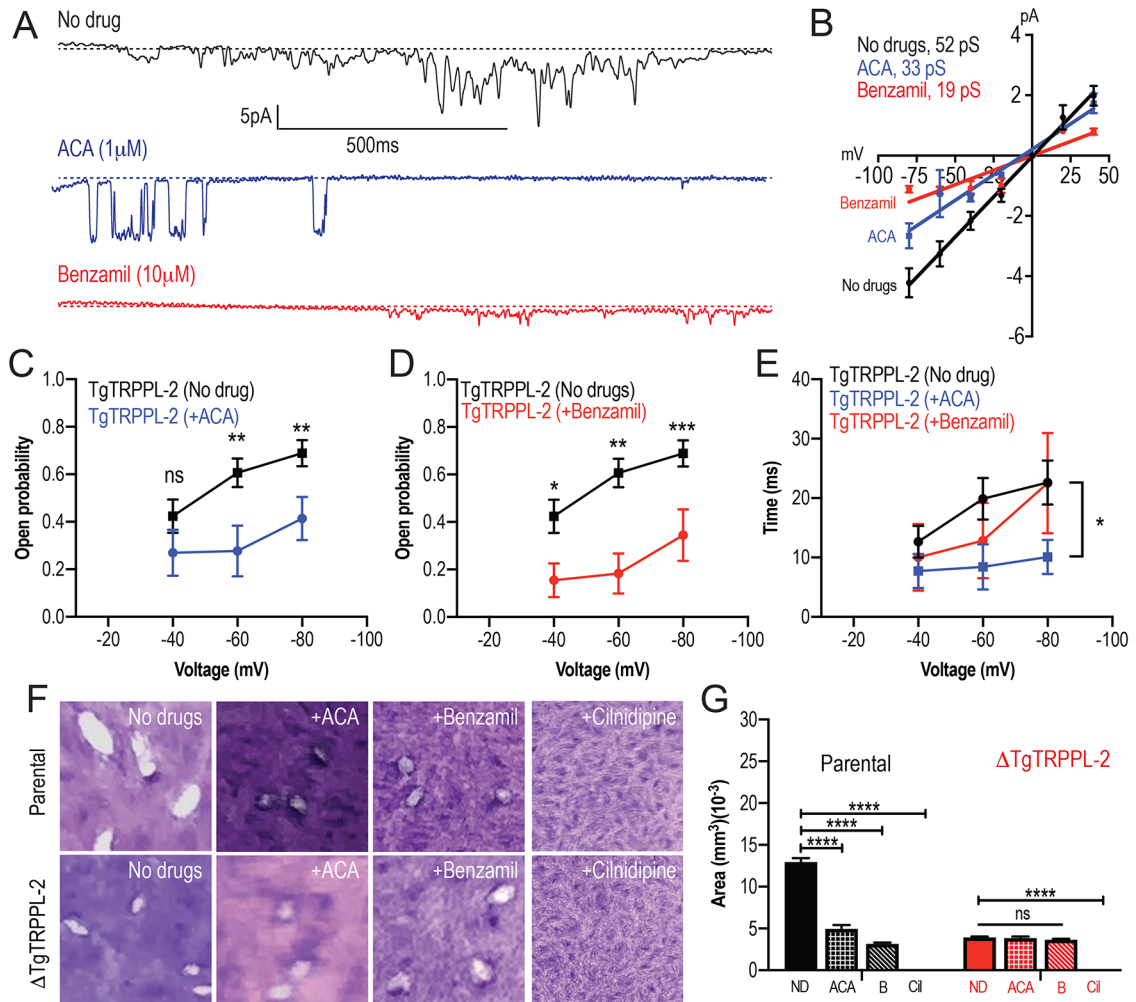 A
No drug
5pA
500ms
ACA (1μM)
Benzamil (10μM)
B
pA
No drugs, 52 pS
ACA, 33 pS
Benzamil, 19 pS
4
2
mV
-100 -75 -50 -25 25 50
Benzamil
ACA
No drugs
-2
-4
-6
C
TgTRPPL-2 (No drug)
TgTRPPL-2 (+ACA)
Open probability
1.0
0.8
0.6
0.4
0.2
0.0
ns
**
**
-20 -40 -60 -80 -100
Voltage (mV)
D
TgTRPPL-2 (No drugs)
TgTRPPL-2 (+Benzamil)
Open probability
1.0
0.8
0.6
0.4
0.2
0.0
*
**
***
-20 -40 -60 -80 -100
Voltage (mV)
E
TgTRPPL-2 (No drug)
TgTRPPL-2 (+ACA)
TgTRPPL-2 (+Benzamil)
Time (ms)
40
30
20
10
0
*
-20 -40 -60 -80 -100
Voltage (mV)
F
Parental
No drugs
+ACA
+Benzamil
+Cilnidipine
ΔTgTRPPL-2
No drugs
+ACA
+Benzamil
+Cilnidipine
G
Area (mm³)(10⁻³)
30
25
20
15
13
10
5
0
Parental
ΔTgTRPPL-2
****
****
****
****
ns
ND ACA B Cil
ND ACA B Cil